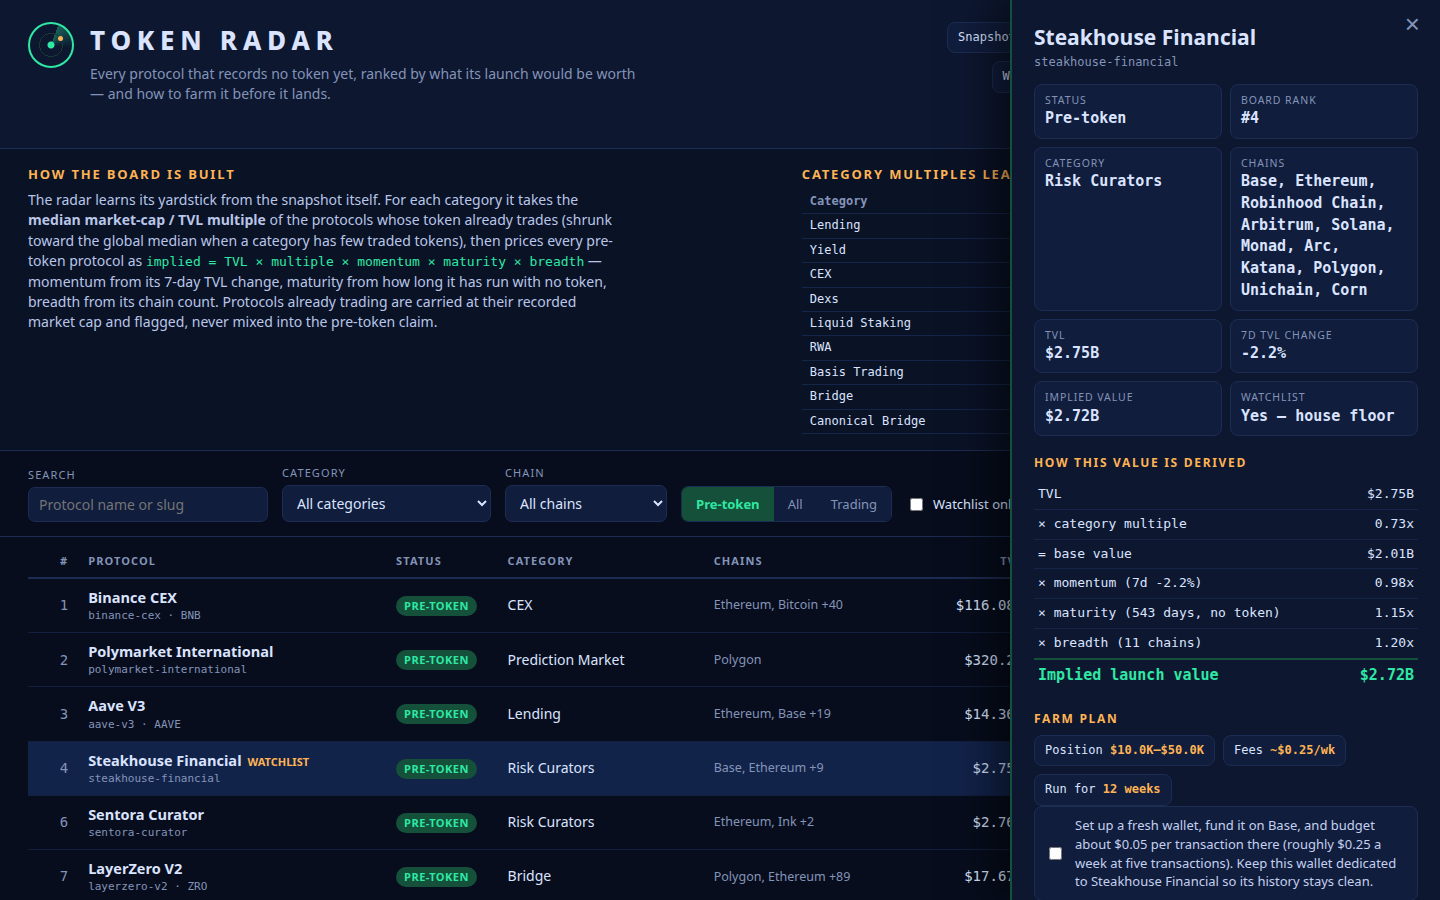 TOKEN RADAR
Every protocol that records no token yet, ranked by what its launch would be worth
— and how to farm it before it lands.
HOW THE BOARD IS BUILT
The radar learns its yardstick from the snapshot itself. For each category it takes the
median market-cap / TVL multiple of the protocols whose token already trades (shrunk
toward the global median when a category has few traded tokens), then prices every pre-
token protocol as implied = TVL × multiple × momentum × maturity × breadth —
momentum from its 7-day TVL change, maturity from how long it has run with no token,
breadth from its chain count. Protocols already trading are carried at their recorded
market cap and flagged, never mixed into the pre-token claim.
CATEGORY MULTIPLES
Category
Lending
Yield
CEX
Dexs
Liquid Staking
RWA
Basis Trading
Bridge
Canonical Bridge
SEARCH
Protocol name or slug
CATEGORY
All categories
CHAIN
All chains
Pre-token All Trading
Watchlist
# PROTOCOL STATUS CATEGORY CHAINS
1 Binance CEX PRE-TOKEN CEX Ethereum, Bitcoin +40 $116.08
binance-cex · BNB
2 Polymarket International PRE-TOKEN Prediction Market Polygon $320.2
polymarket-international
3 Aave V3 PRE-TOKEN Lending Ethereum, Base +19 $14.36
aave-v3 · AAVE
4 Steakhouse Financial WATCHLIST PRE-TOKEN Risk Curators Base, Ethereum +9 $2.75
steakhouse-financial
6 Sentora Curator PRE-TOKEN Risk Curators Ethereum, Ink +2 $2.76
sentora-curator
7 LayerZero V2 PRE-TOKEN Bridge Polygon, Ethereum +89 $17.67
layerzero-v2 · ZRO
×
Steakhouse Financial
steakhouse-financial
STATUS
Pre-token
BOARD RANK
#4
CATEGORY
Risk Curators
CHAINS
Base, Ethereum,
Robinhood Chain,
Arbitrum, Solana,
Monad, Arc,
Katana, Polygon,
Unichain, Corn
TVL
$2.75B
7D TVL CHANGE
-2.2%
IMPLIED VALUE
$2.72B
WATCHLIST
Yes — house floor
HOW THIS VALUE IS DERIVED
TVL $2.75B
× category multiple 0.73x
= base value $2.01B
× momentum (7d -2.2%) 0.98x
× maturity (543 days, no token) 1.15x
× breadth (11 chains) 1.20x
Implied launch value $2.72B
FARM PLAN
Position $10.0K–$50.0K
Fees ~$0.25/wk
Run for 12 weeks
Set up a fresh wallet, fund it on Base, and budget
about $0.05 per transaction there (roughly $0.25 a
week at five transactions). Keep this wallet dedicated
to Steakhouse Financial so its history stays clean.